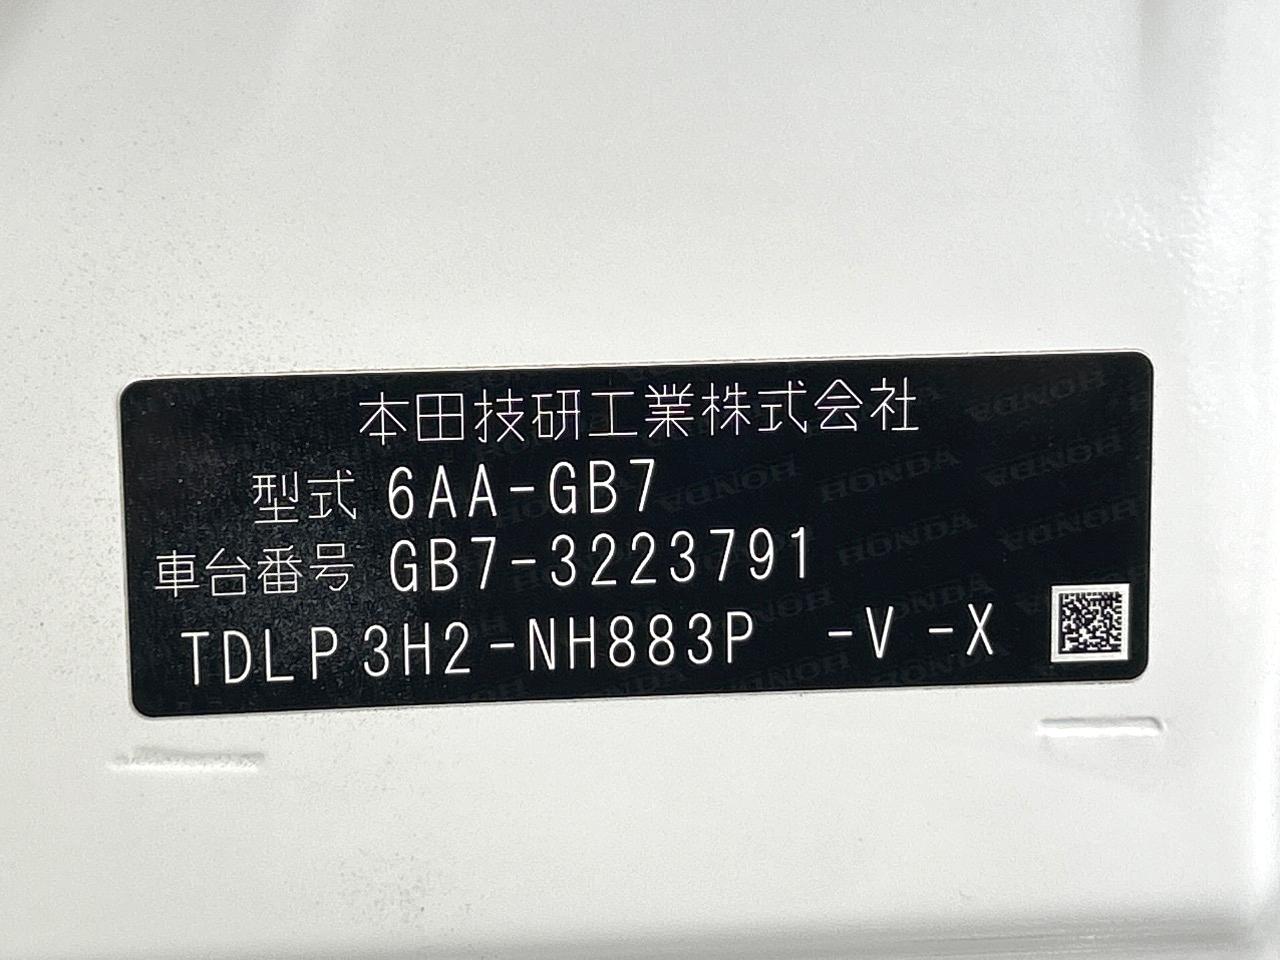 本田技研工業株式会社
型式 6AA-GB7
車台番号 GB7-3223791
TDLP3H2-NH883P -V -X